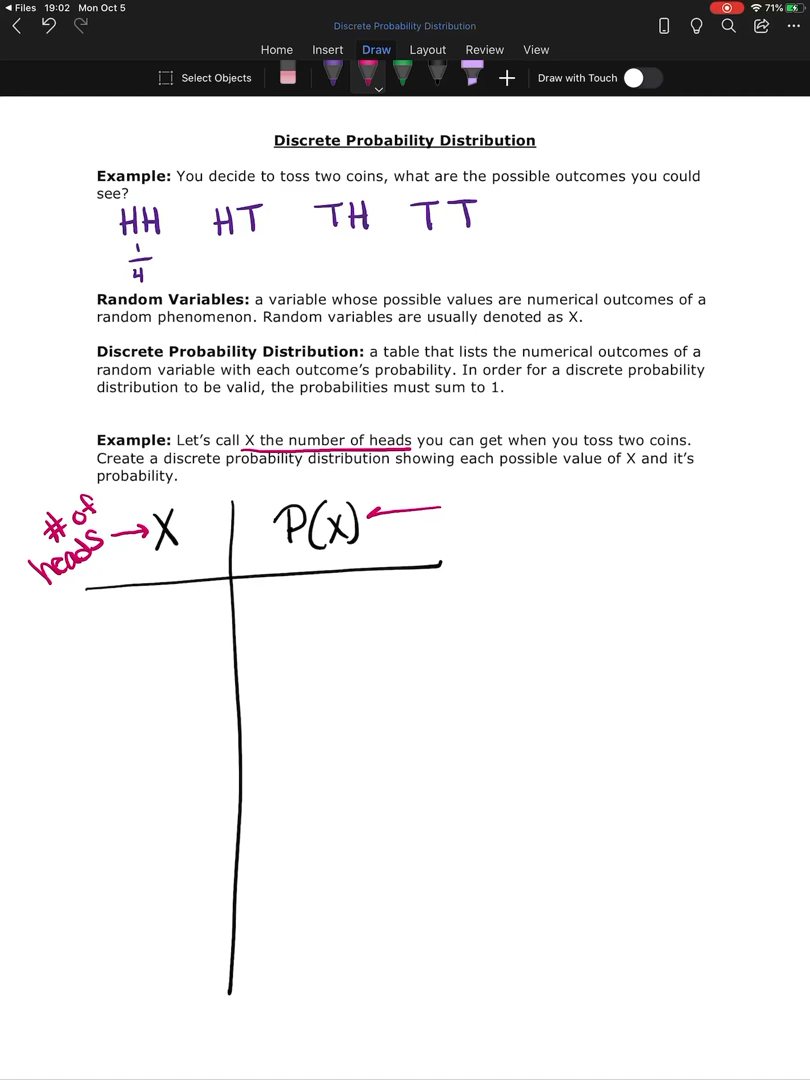 Files 19:02 Mon Oct 5 71%
Discrete Probability Distribution
Home Insert Draw Layout Review View
Select Objects Draw with Touch
Discrete Probability Distribution
Example: You decide to toss two coins, what are the possible outcomes you could
see?
HH HT TH TT
1
4
Random Variables: a variable whose possible values are numerical outcomes of a
random phenomenon. Random variables are usually denoted as X.
Discrete Probability Distribution: a table that lists the numerical outcomes of a
random variable with each outcome's probability. In order for a discrete probability
distribution to be valid, the probabilities must sum to 1.
Example: Let's call X the number of heads you can get when you toss two coins.
Create a discrete probability distribution showing each possible value of X and it's
probability.
# of
heads → X P(X) ←